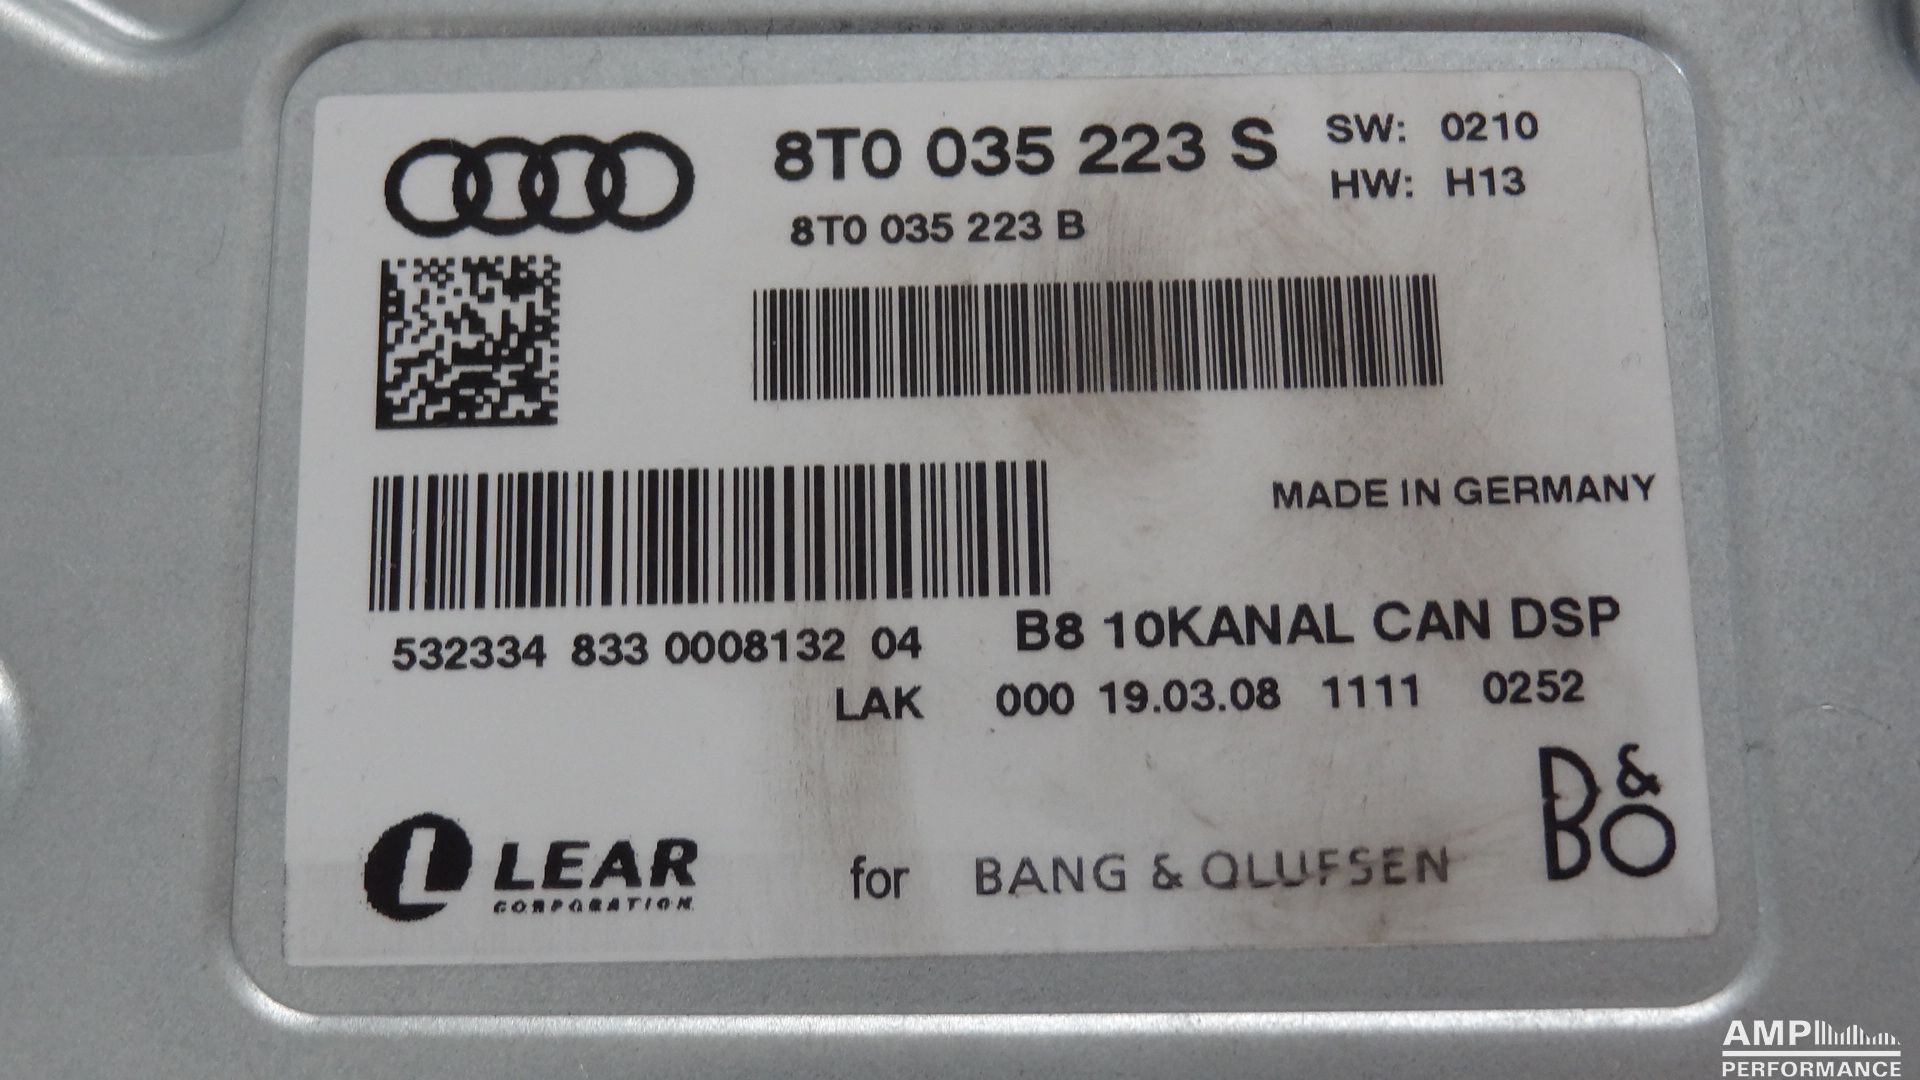 8T0 035 223 S
SW: 0210
HW: H13
8T0 035 223 B
MADE IN GERMANY
532334 833 0008132 04
B8 10KANAL CAN DSP
LAK 000 19.03.08 1111 0252
LEAR
CORPORATION
for BANG & OLUFSEN
B&O
AMP
PERFORMANCE